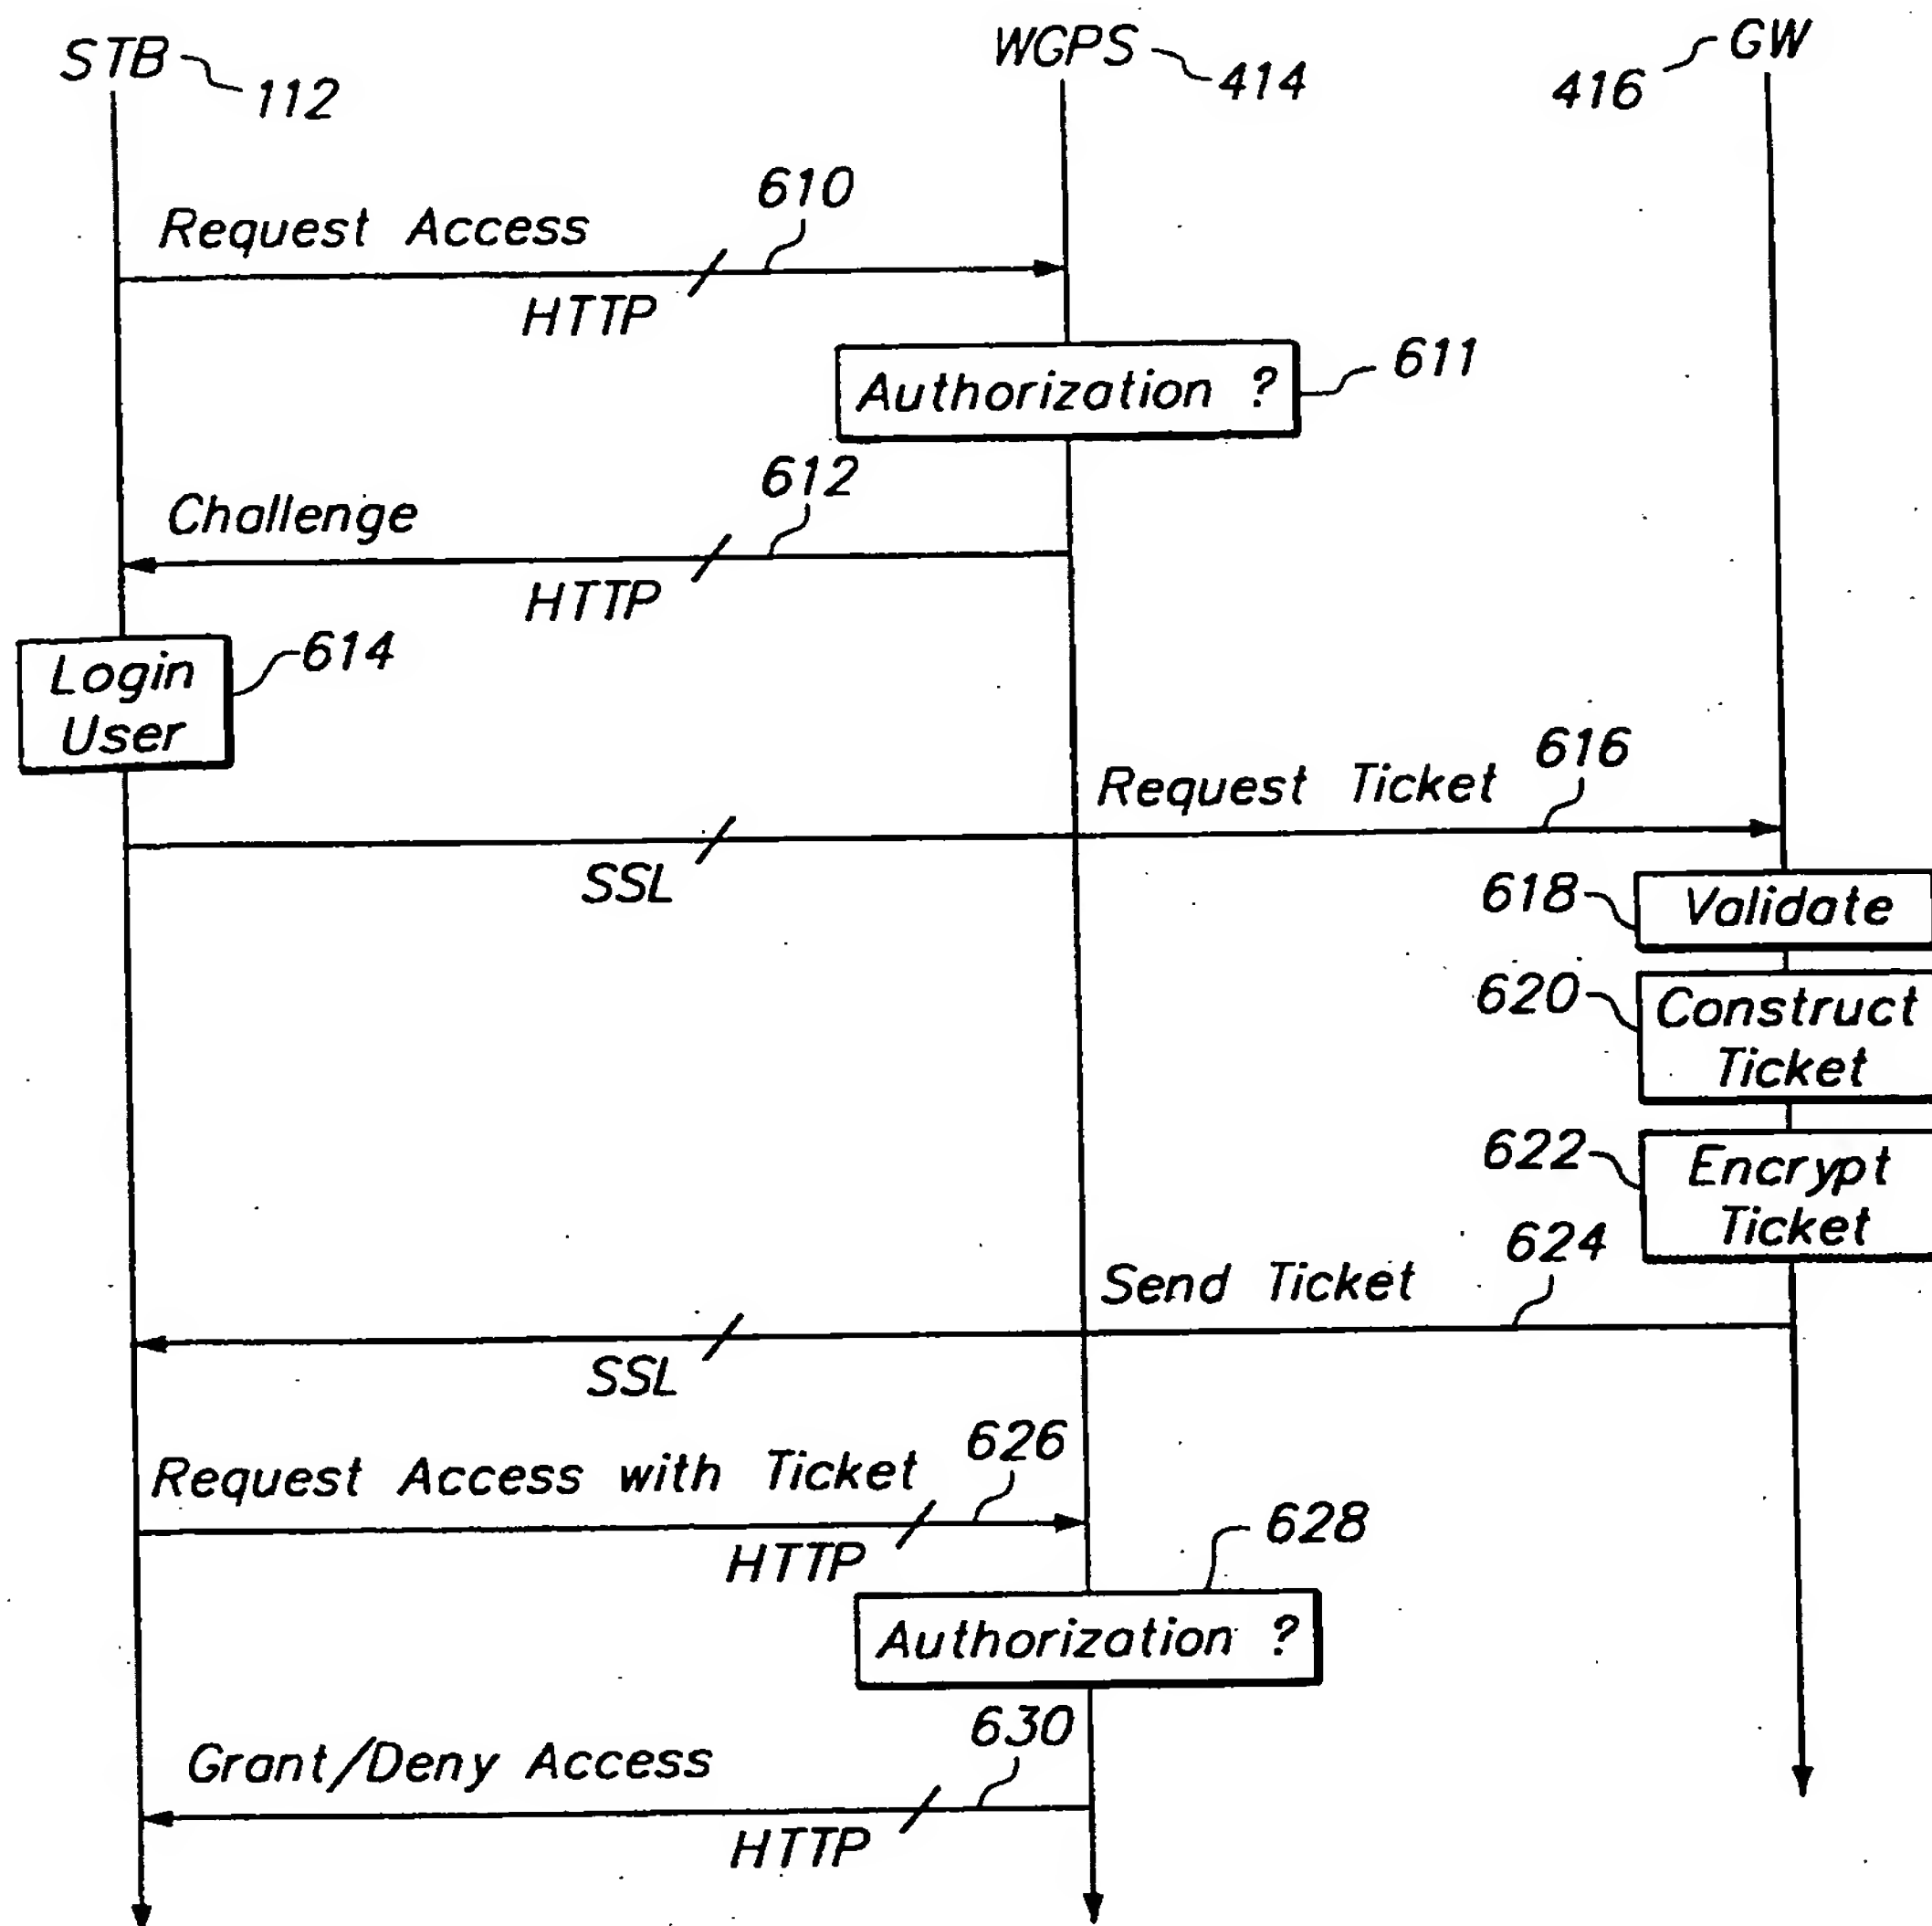 STB 112
WGPS 414
416 GW
610
Request Access
HTTP
Authorization ? 611
612
Challenge
HTTP
Login
User
614
616
Request Ticket
SSL
618 Validate
620 Construct
Ticket
622 Encrypt
Ticket
624
Send Ticket
SSL
626
Request Access with Ticket
HTTP
628
Authorization ?
630
Grant/Deny Access
HTTP